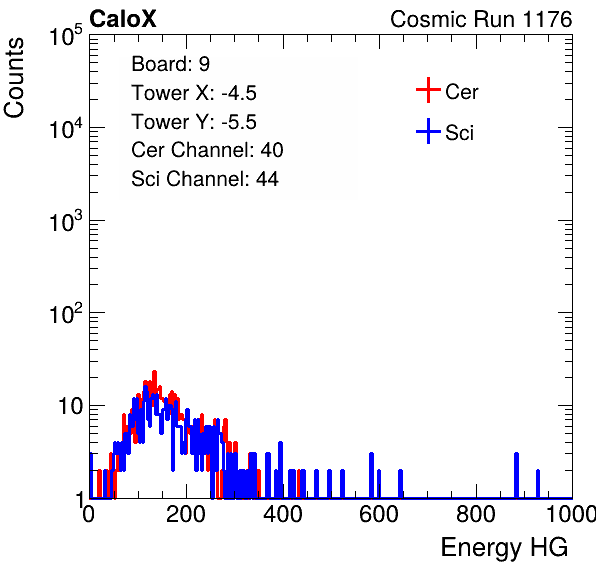 CaloX Cosmic Run 1176
Counts
Board: 9
Tower X: -4.5
Tower Y: -5.5
Cer Channel: 40
Sci Channel: 44
Cer
Sci
10^5
10^4
10^3
10^2
10
1
0 200 400 600 800 1000
Energy HG